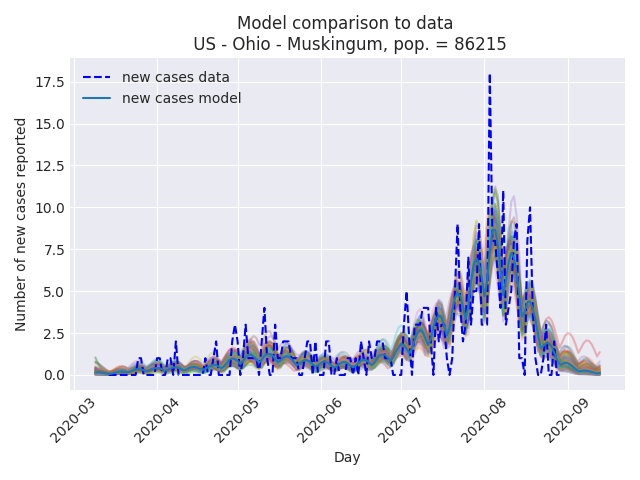 Model comparison to data
US - Ohio - Muskingum, pop. = 86215
new cases data
new cases model
Number of new cases reported
17.5
15.0
12.5
10.0
7.5
5.0
2.5
0.0
2020-03
2020-04
2020-05
2020-06
2020-07
2020-08
2020-09
Day